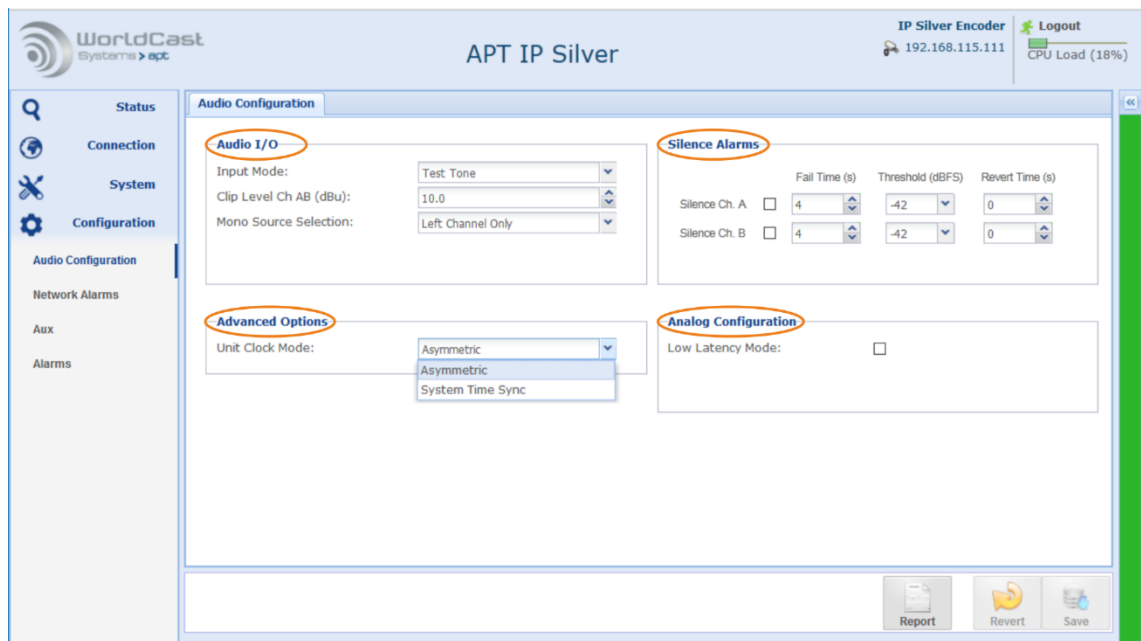 WorldCast
Systems > apt
APT IP Silver
IP Silver Encoder
192.168.115.111
Logout
CPU Load (18%)
Status
Connection
System
Configuration
Audio Configuration
Network Alarms
Aux
Alarms
Audio Configuration
Audio I/O
Input Mode: Test Tone
Clip Level Ch AB (dBu): 10.0
Mono Source Selection: Left Channel Only
Silence Alarms
Fail Time (s) Threshold (dBFS) Revert Time (s)
Silence Ch. A 4 -42 0
Silence Ch. B 4 -42 0
Advanced Options
Unit Clock Mode: Asymmetric
Asymmetric
System Time Sync
Analog Configuration
Low Latency Mode:
Report Revert Save